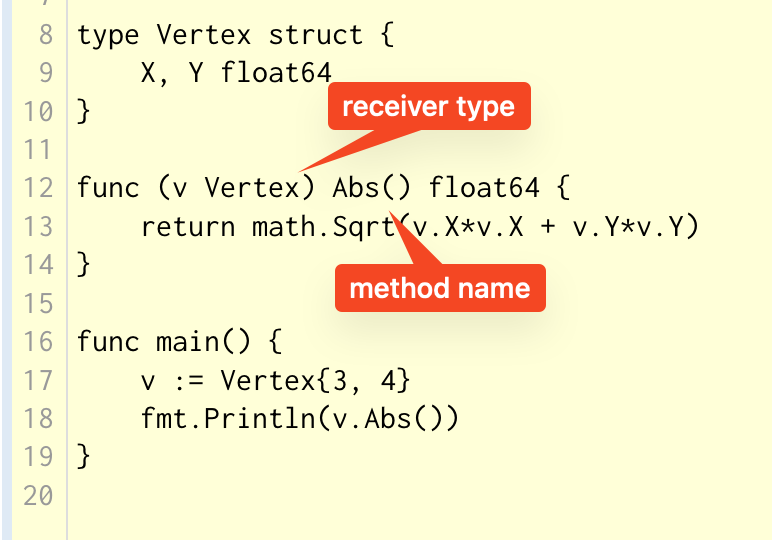 8 type Vertex struct {
9     X, Y float64
receiver type
10 }
11
12 func (v Vertex) Abs() float64 {
13     return math.Sqrt(v.X*v.X + v.Y*v.Y)
14 }
method name
15
16 func main() {
17     v := Vertex{3, 4}
18     fmt.Println(v.Abs())
19 }
20